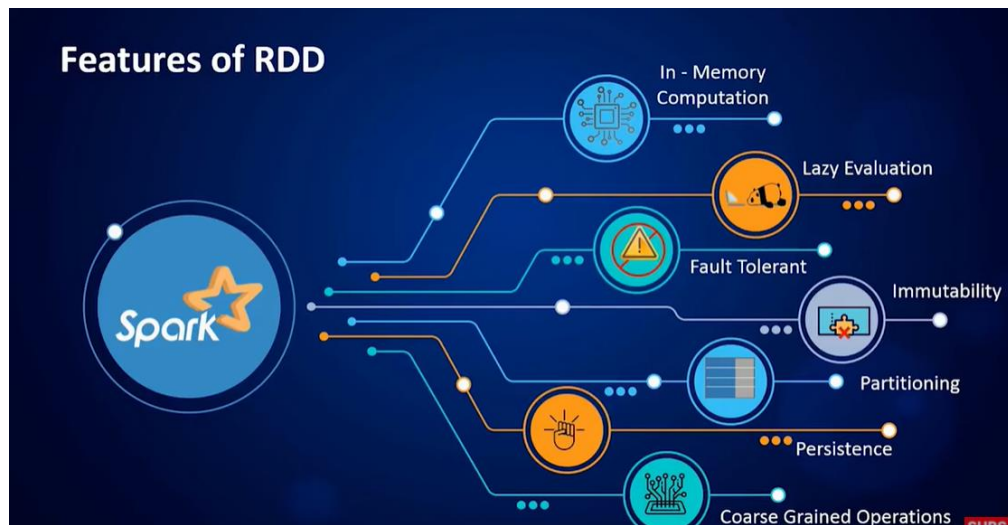 Features of RDD
In - Memory
Computation
Lazy Evaluation
Fault Tolerant
Immutability
Spark
Partitioning
Persistence
Coarse Grained Operations